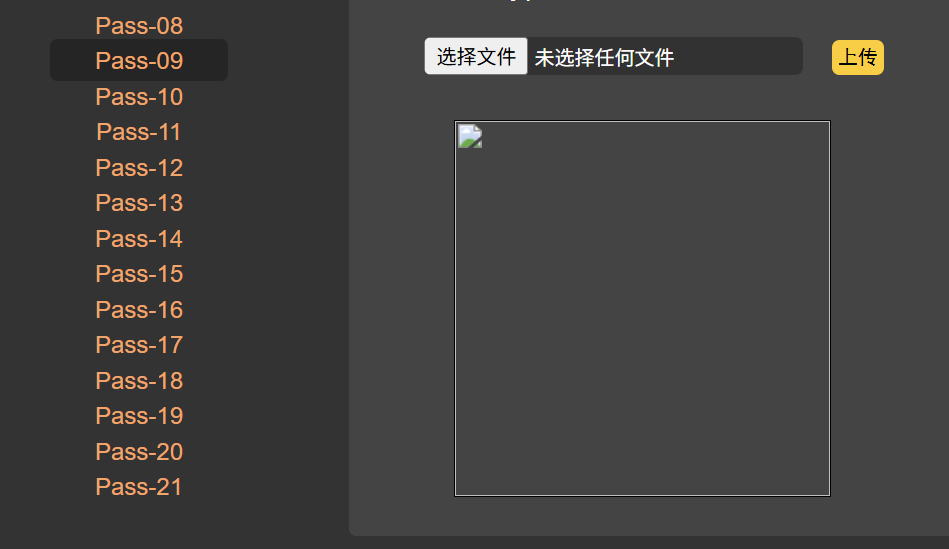 Pass-08
Pass-09
Pass-10
Pass-11
Pass-12
Pass-13
Pass-14
Pass-15
Pass-16
Pass-17
Pass-18
Pass-19
Pass-20
Pass-21
选择文件 未选择任何文件 上传